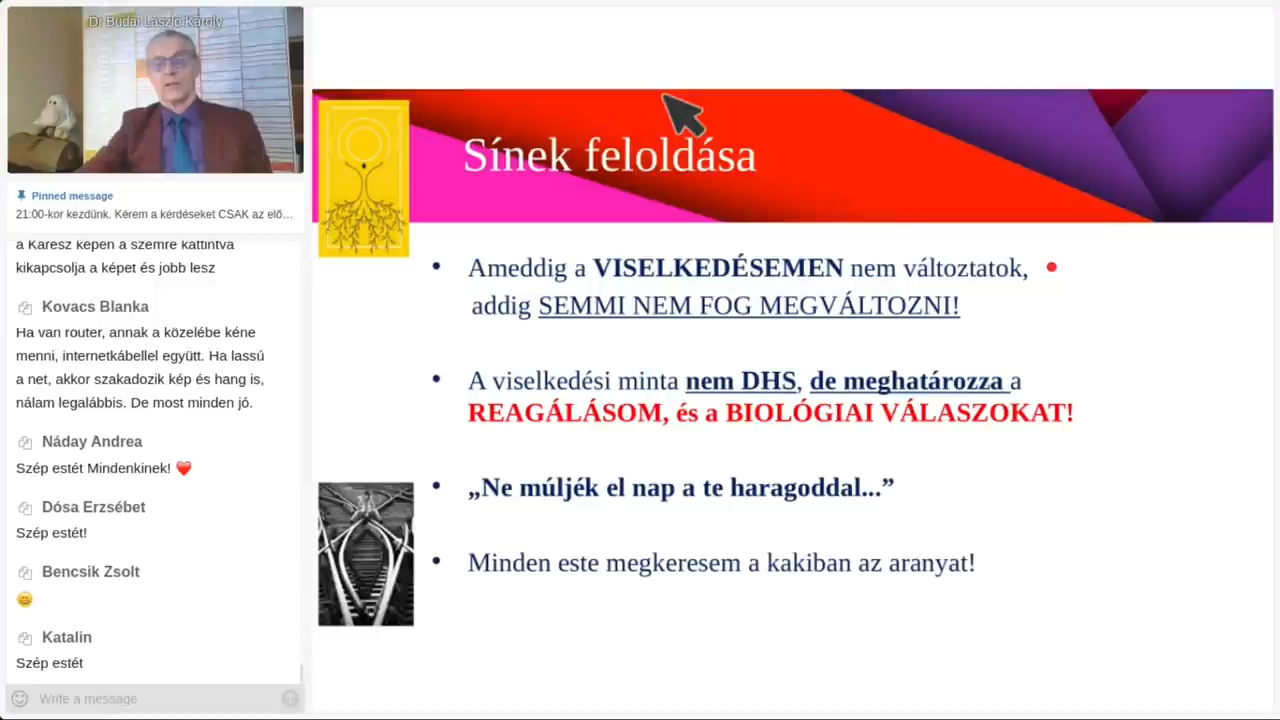 Dr Budai László Károly
Pinned message
21:00-kor kezdünk. Kérem a kérdéseket CSAK az elő...
a Karesz képen a szemre kattintva
kikapcsolja a képet és jobb lesz
Kovacs Blanka
Ha van router, annak a közelébe kéne
menni, internetkábellel együtt. Ha lassú
a net, akkor szakadozik kép és hang is,
nálam legalábbis. De most minden jó.
Náday Andrea
Szép estét Mindenkinek! ❤️
Dósa Erzsébet
Szép estét!
Bencsik Zsolt
😄
Katalin
Szép estét
Write a message
Sínek feloldása
• Ameddig a VISELKEDÉSEMEN nem változtatok,
addig SEMMI NEM FOG MEGVÁLTOZNI!
• A viselkedési minta nem DHS, de meghatározza a
REAGÁLÁSOM, és a BIOLÓGIAI VÁLASZOKAT!
• „Ne múljék el nap a te haragoddal...”
• Minden este megkeresem a kakiban az aranyat!